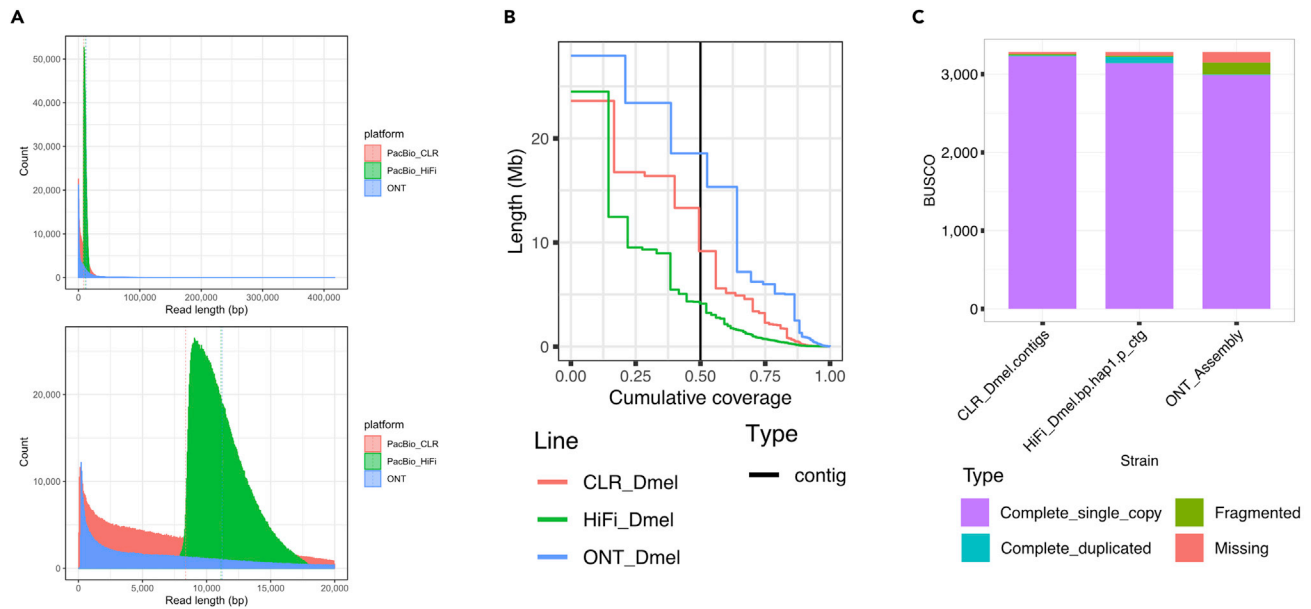 A
50,000
40,000
30,000
20,000
10,000
0
Count
0
100,000
200,000
300,000
400,000
Read length (bp)
platform
PacBio_CLR
PacBio_HiFi
ONT
20,000
10,000
0
Count
0
5,000
10,000
15,000
20,000
Read length (bp)
platform
PacBio_CLR
PacBio_HiFi
ONT
B
Length (Mb)
20
10
0
0.00
0.25
0.50
0.75
1.00
Cumulative coverage
Line
CLR_Dmel
HiFi_Dmel
ONT_Dmel
Type
contig
C
BUSCO
3,000
2,000
1,000
0
CLR_Dmel.contigs
HiFi_Dmel.bp.hap1.p_ctg
ONT_Assembly
Strain
Type
Complete_single_copy
Complete_duplicated
Fragmented
Missing